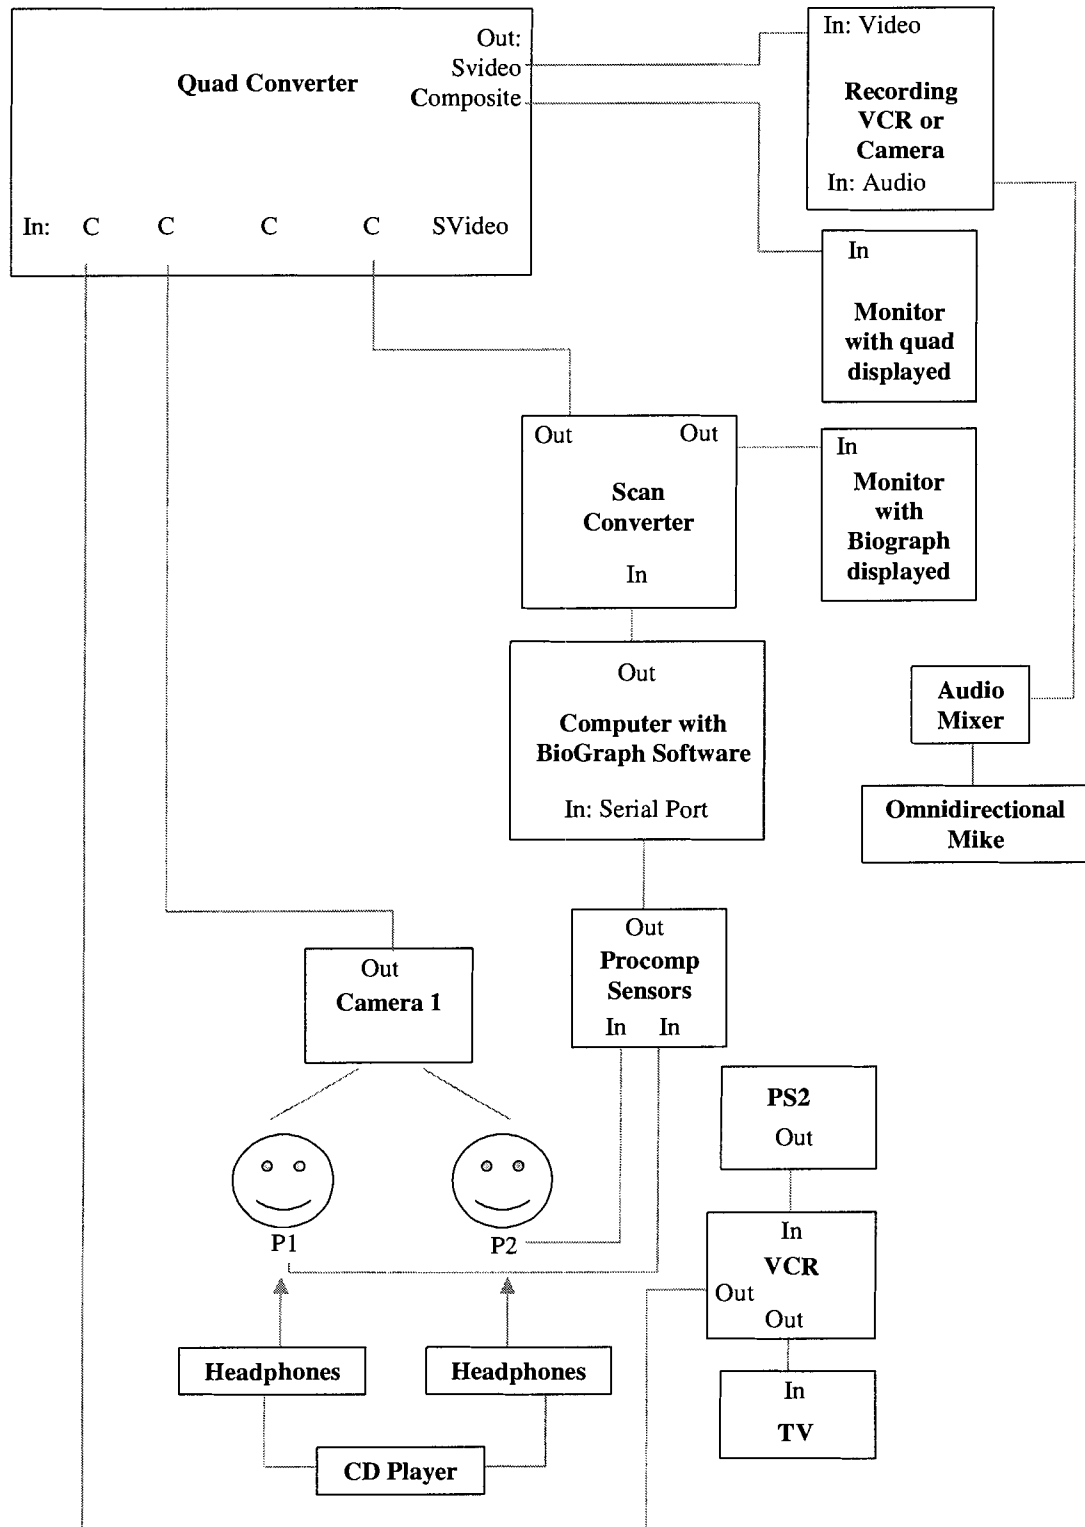 Out:
Svideo
Composite
Quad Converter
In: C C C C SVideo
In: Video
Recording
VCR or
Camera
In: Audio
In
Monitor
with quad
displayed
Out Out
Scan
Converter
In
In
Monitor
with
Biograph
displayed
Out
Computer with
BioGraph Software
In: Serial Port
Audio
Mixer
Omnidirectional
Mike
Out
Procomp
Sensors
In In
Out
Camera 1
P1
P2
PS2
Out
In
VCR
Out
Out
In
TV
Headphones
Headphones
CD Player